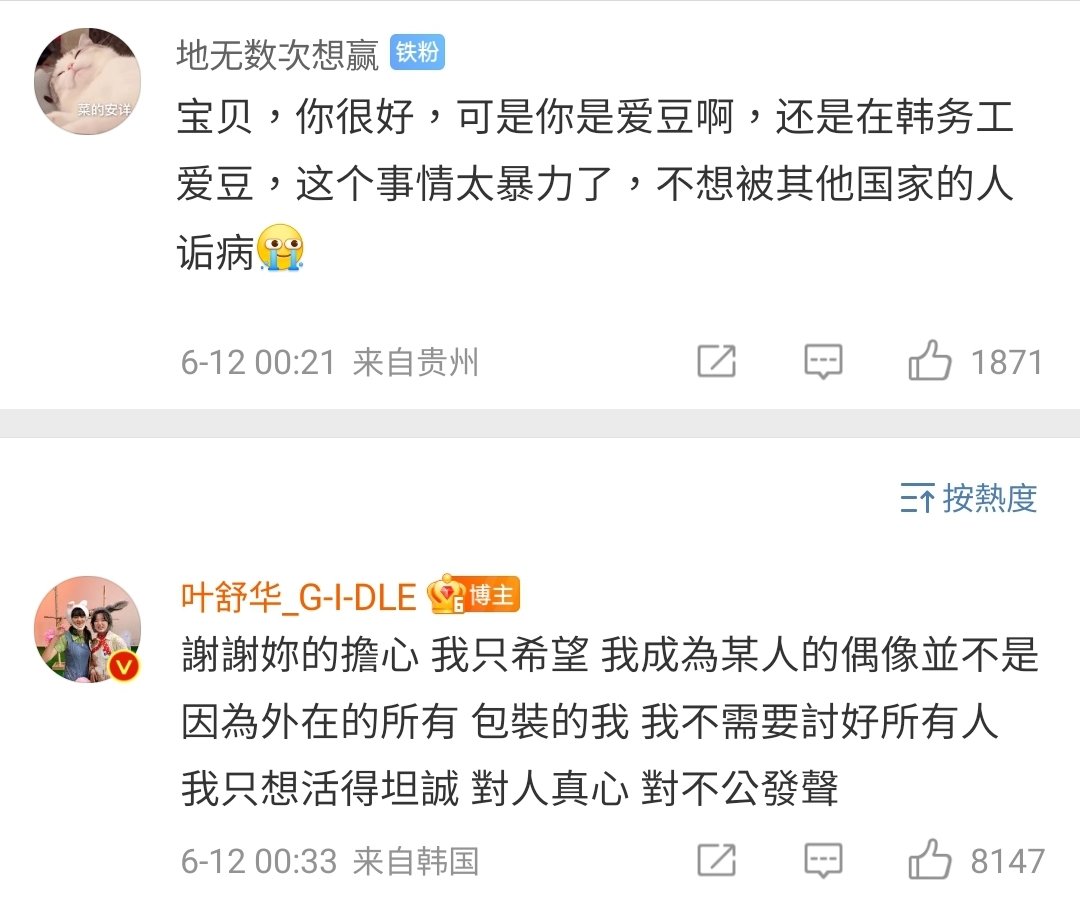 地无数次想赢 铁粉
菜的安详
宝贝，你很好，可是你是爱豆啊，还是在韩务工
爱豆，这个事情太暴力了，不想被其他国家的人
诟病
6-12 00:21 来自贵州 1871
按熱度
叶舒华_G-I-DLE 6 博主
謝謝妳的擔心 我只希望 我成為某人的偶像並不是
因為外在的所有 包裝的我 我不需要討好所有人
我只想活得坦誠 對人真心 對不公發聲
6-12 00:33 来自韩国 8147